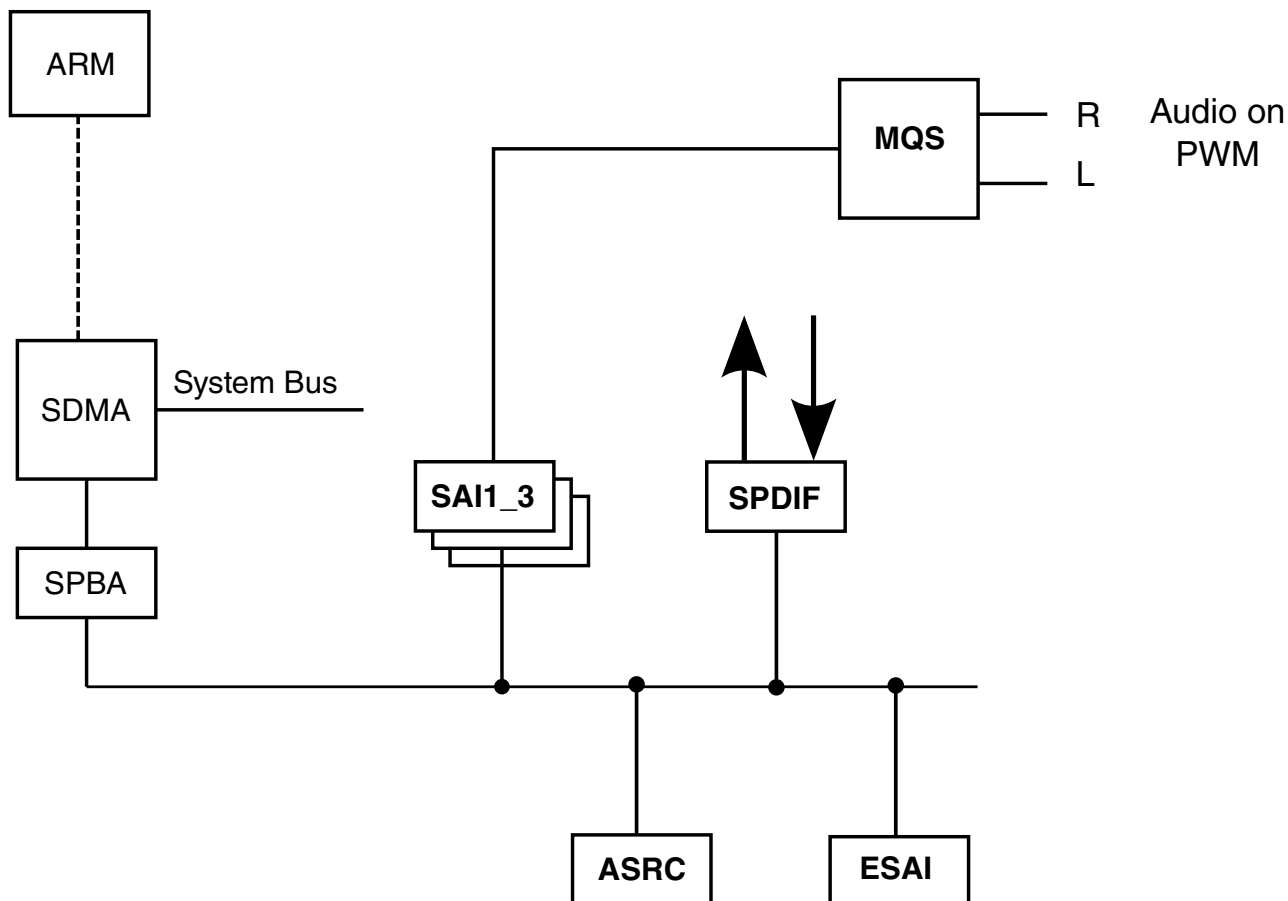 ARM
MQS
R
L
Audio on
PWM
SDMA
System Bus
SAI1_3
SPDIF
SPBA
ASRC
ESAI